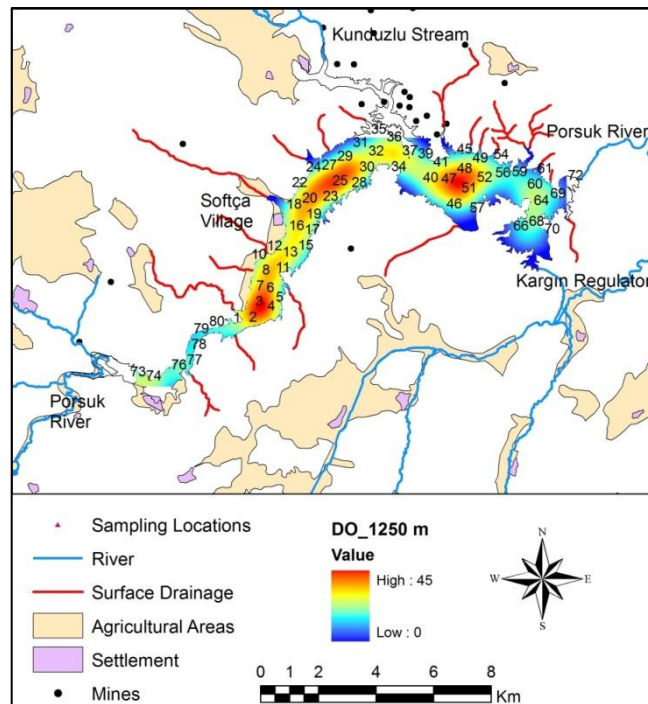 Kunduzlu Stream
Porsuk River
Softça
Village
Kargın Regulator
Porsuk
River
35 36
31 32 37 39 45 54
29 34 41 49
24 27 30 48 56 59 61 72
22 25 28 40 47 52 60 69
20 23 51 64
18 19 46 57 68
16 17 66 70
12 15
10 13
8 11
7 6
3 5
4
80 1 2
79
78
77
76
73 74
Sampling Locations
River
Surface Drainage
Agricultural Areas
Settlement
Mines
DO_1250 m
Value
High : 45
Low : 0
N
W E
S
0 1 2 4 6 8
Km